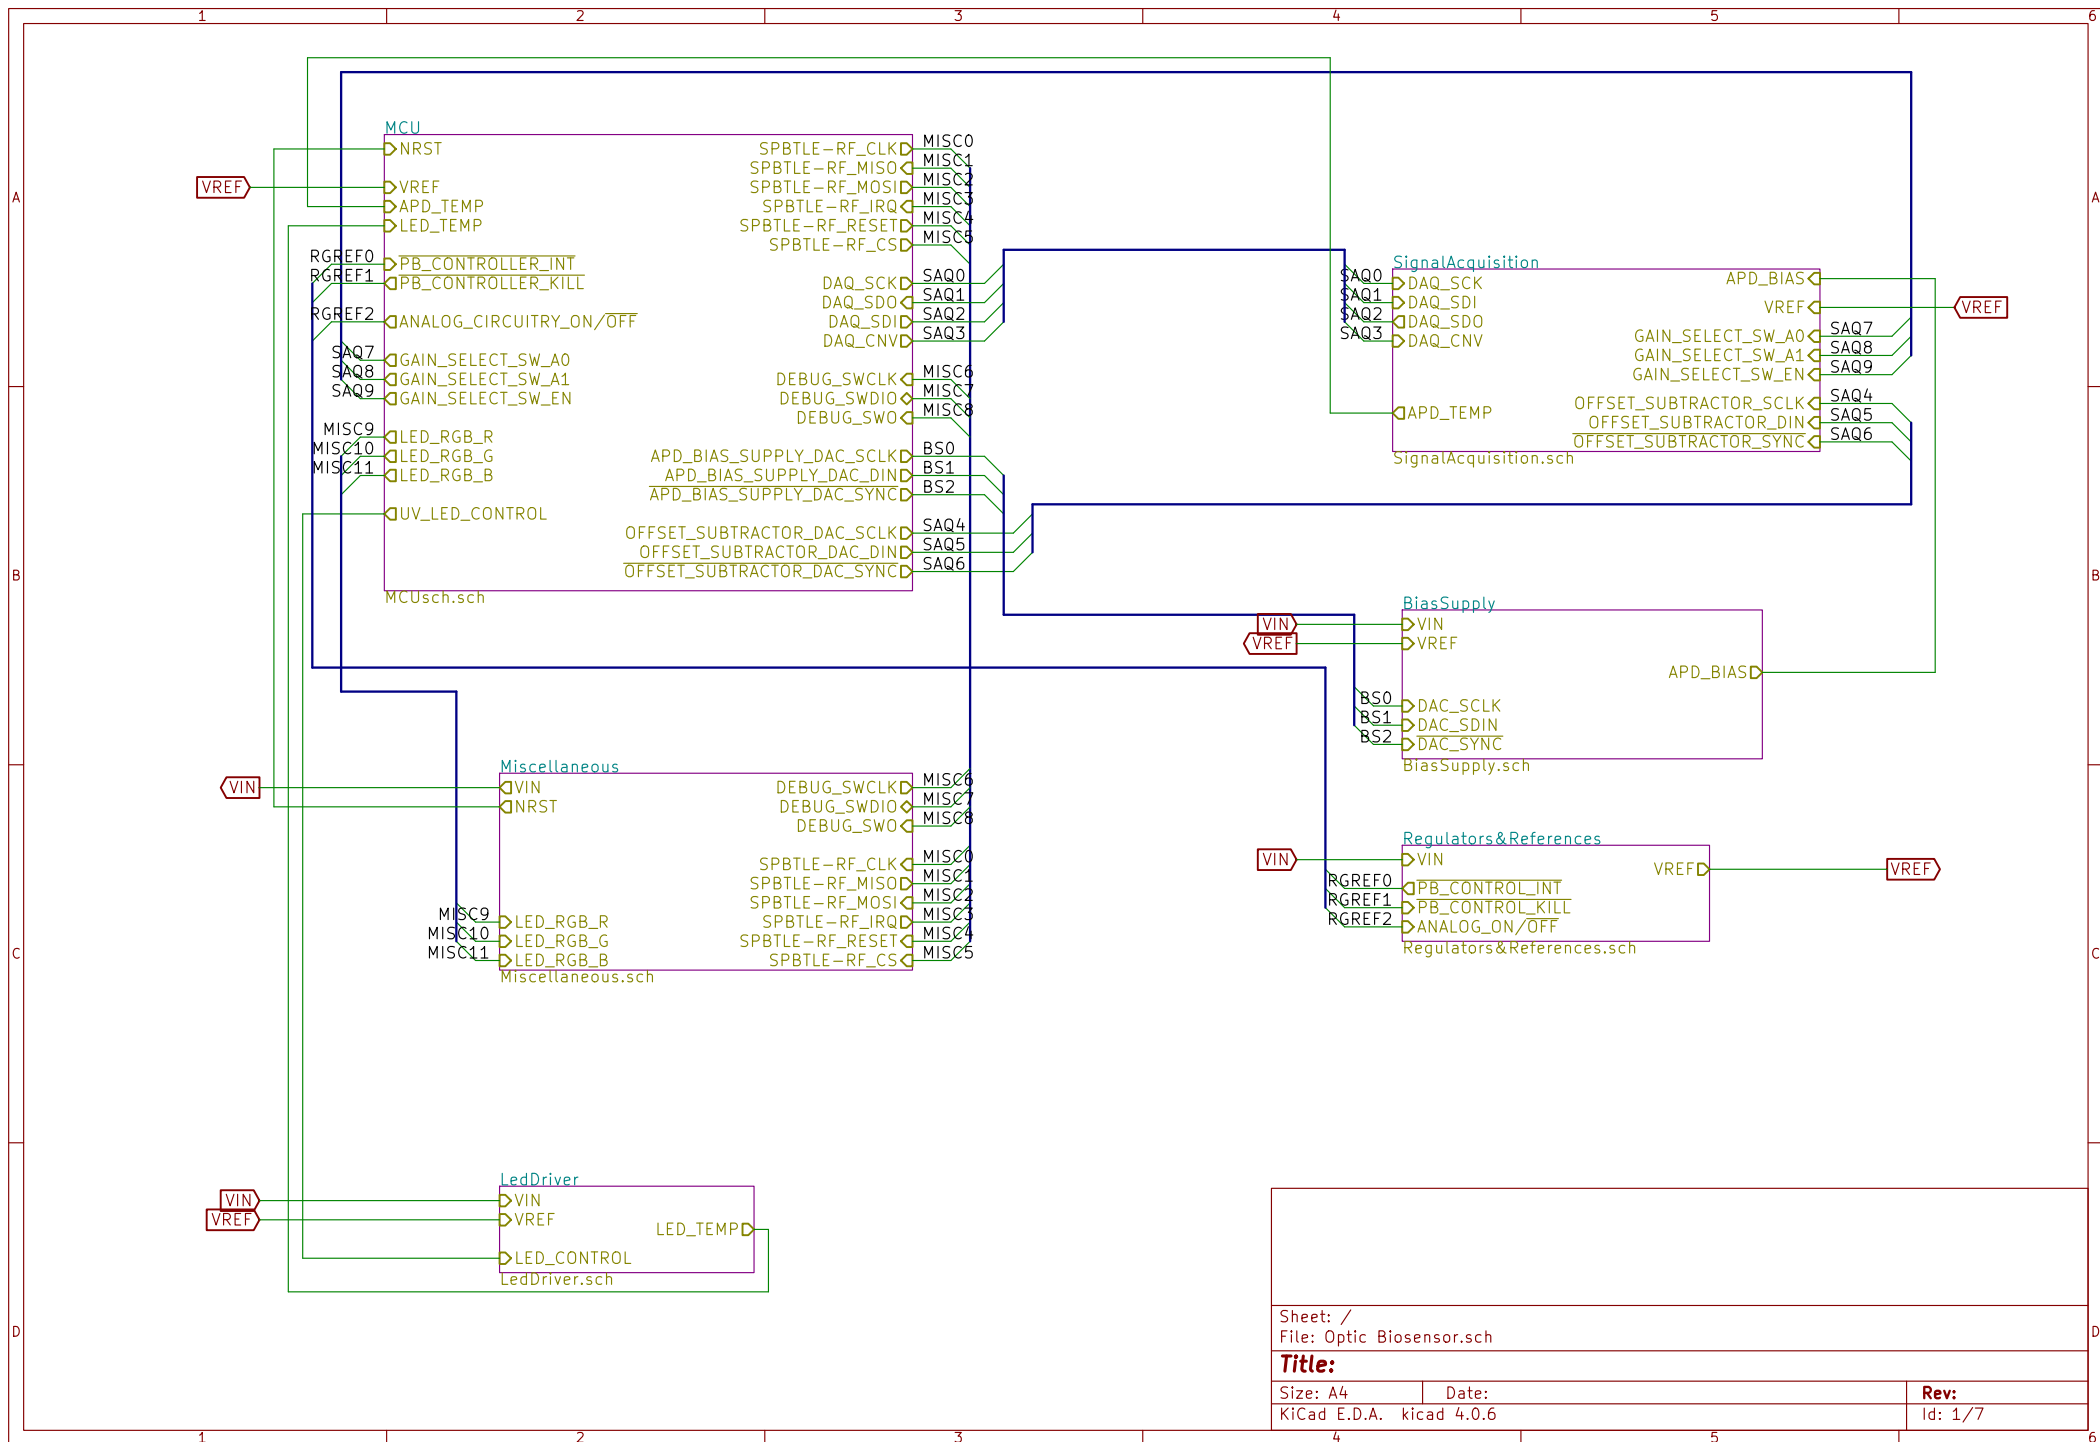 1 2 3 4 5 6
A A
B B
C C
D D
MCU
NRST
VREF
VREF
APD_TEMP
LED_TEMP
RGREF0 PB_CONTROLLER_INT
RGREF1 PB_CONTROLLER_KILL
RGREF2 ANALOG_CIRCUITRY_ON/OFF
SAQ7 GAIN_SELECT_SW_A0
SAQ8 GAIN_SELECT_SW_A1
SAQ9 GAIN_SELECT_SW_EN
MISC9 LED_RGB_R
MISC10 LED_RGB_G
MISC11 LED_RGB_B
UV_LED_CONTROL
SPBTLE-RF_CLK MISC0
SPBTLE-RF_MISO MISC1
SPBTLE-RF_MOSI MISC2
SPBTLE-RF_IRQ MISC3
SPBTLE-RF_RESET MISC4
SPBTLE-RF_CS MISC5
DAQ_SCK SAQ0
DAQ_SDO SAQ1
DAQ_SDI SAQ2
DAQ_CNV SAQ3
DEBUG_SWCLK MISC6
DEBUG_SWDIO MISC7
DEBUG_SWO MISC8
APD_BIAS_SUPPLY_DAC_SCLK BS0
APD_BIAS_SUPPLY_DAC_DIN BS1
APD_BIAS_SUPPLY_DAC_SYNC BS2
OFFSET_SUBTRACTOR_DAC_SCLK SAQ4
OFFSET_SUBTRACTOR_DAC_DIN SAQ5
OFFSET_SUBTRACTOR_DAC_SYNC SAQ6
MCUsch.sch
SignalAcquisition
SAQ0 DAQ_SCK
SAQ1 DAQ_SDI
SAQ2 DAQ_SDO
SAQ3 DAQ_CNV
APD_TEMP
APD_BIAS
VREF VREF
GAIN_SELECT_SW_A0 SAQ7
GAIN_SELECT_SW_A1 SAQ8
GAIN_SELECT_SW_EN SAQ9
OFFSET_SUBTRACTOR_SCLK SAQ4
OFFSET_SUBTRACTOR_DIN SAQ5
OFFSET_SUBTRACTOR_SYNC SAQ6
SignalAcquisition.sch
BiasSupply
VIN VIN
VREF VREF
APD_BIAS
BS0 DAC_SCLK
BS1 DAC_SDIN
BS2 DAC_SYNC
BiasSupply.sch
Miscellaneous
VIN VIN
NRST
MISC9 LED_RGB_R
MISC10 LED_RGB_G
MISC11 LED_RGB_B
DEBUG_SWCLK MISC6
DEBUG_SWDIO MISC7
DEBUG_SWO MISC8
SPBTLE-RF_CLK MISC0
SPBTLE-RF_MISO MISC1
SPBTLE-RF_MOSI MISC2
SPBTLE-RF_IRQ MISC3
SPBTLE-RF_RESET MISC4
SPBTLE-RF_CS MISC5
Miscellaneous.sch
Regulators&References
VIN VIN
VREF VREF
RGREF0 PB_CONTROL_INT
RGREF1 PB_CONTROL_KILL
RGREF2 ANALOG_ON/OFF
Regulators&References.sch
LedDriver
VIN VIN
VREF VREF
LED_TEMP
LED_CONTROL
LedDriver.sch
Sheet: /
File: Optic Biosensor.sch
Title:
Size: A4 Date: Rev:
KiCad E.D.A. kicad 4.0.6 Id: 1/7
1 2 3 4 5 6